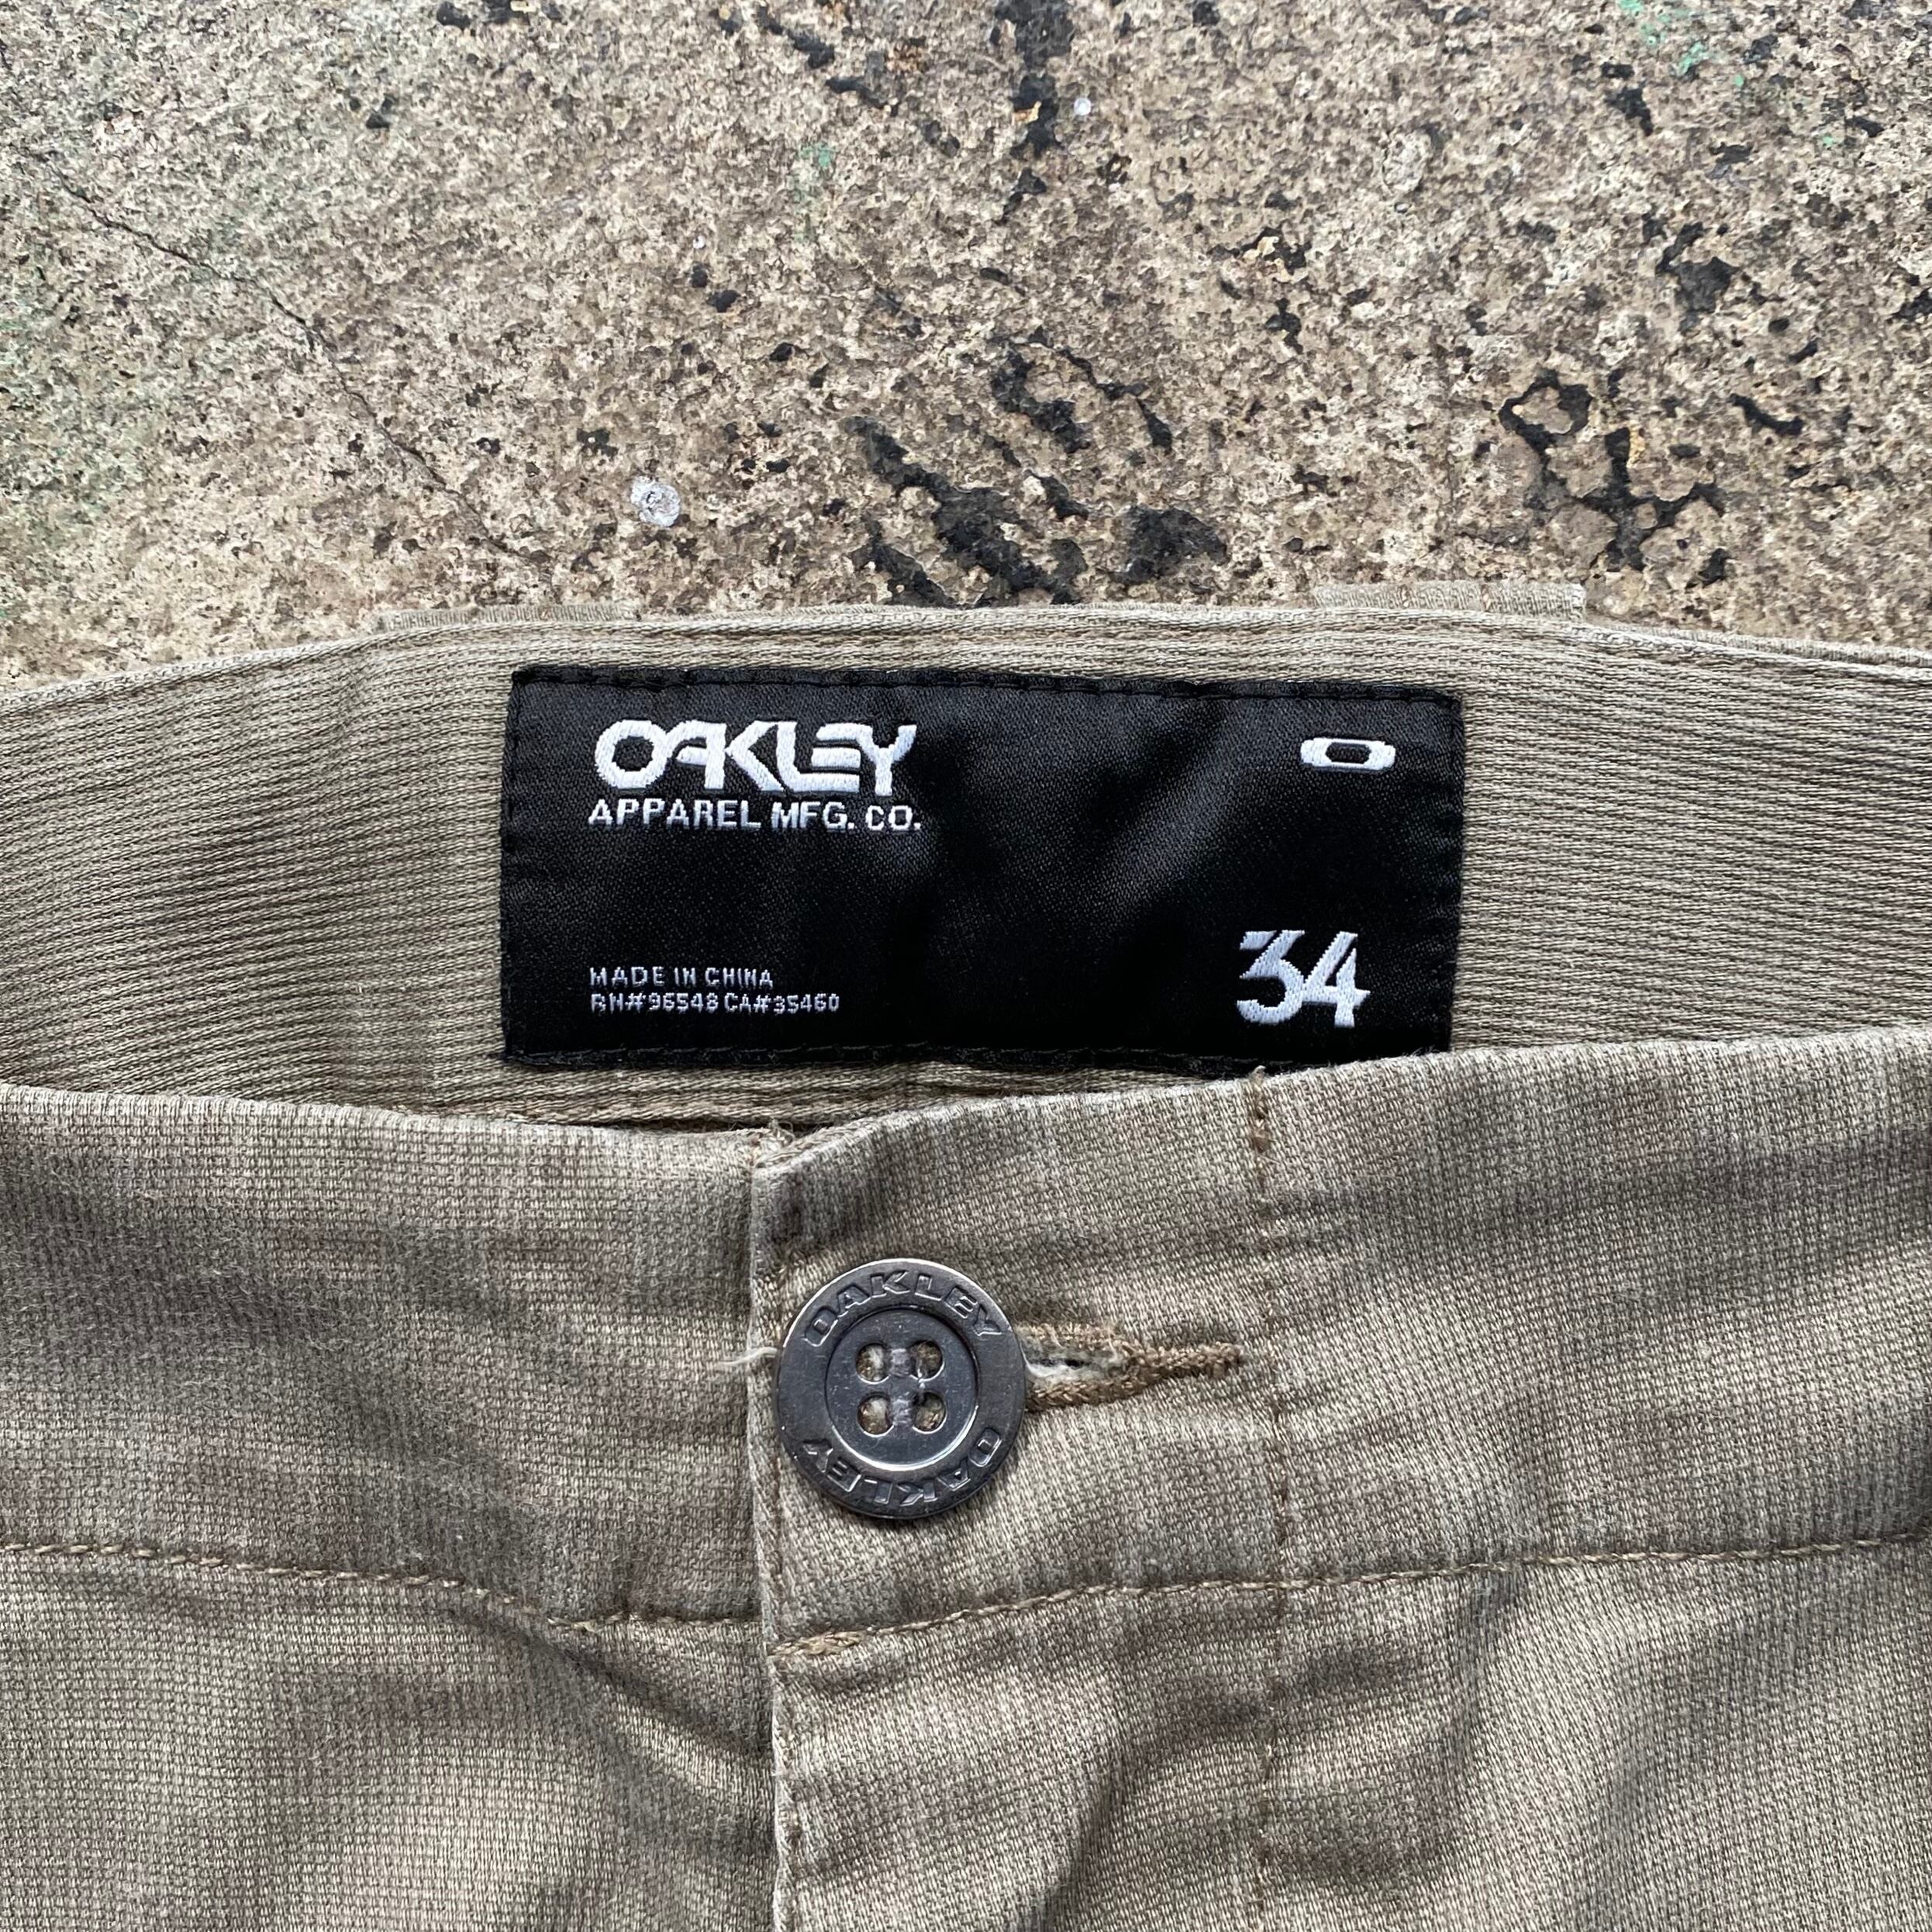 OAKLEY
APPAREL MFG. CO.
34
MADE IN CHINA
RN#96548 CA#35460
OAKLEY
OAKLEY